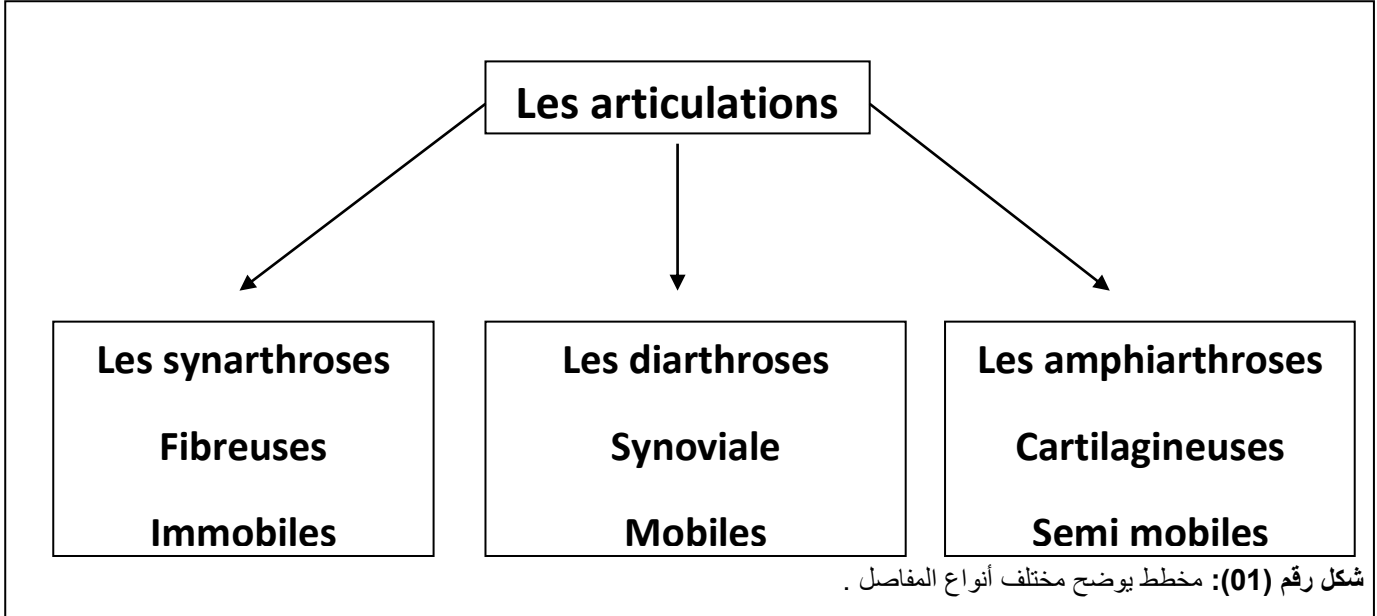 Les articulations
Les synarthroses
Fibreuses
Immobiles
Les diarthroses
Synoviale
Mobiles
Les amphiarthroses
Cartilagineuses
Semi mobiles
شكل رقم (01): مخطط يوضح مختلف أنواع المفاصل .